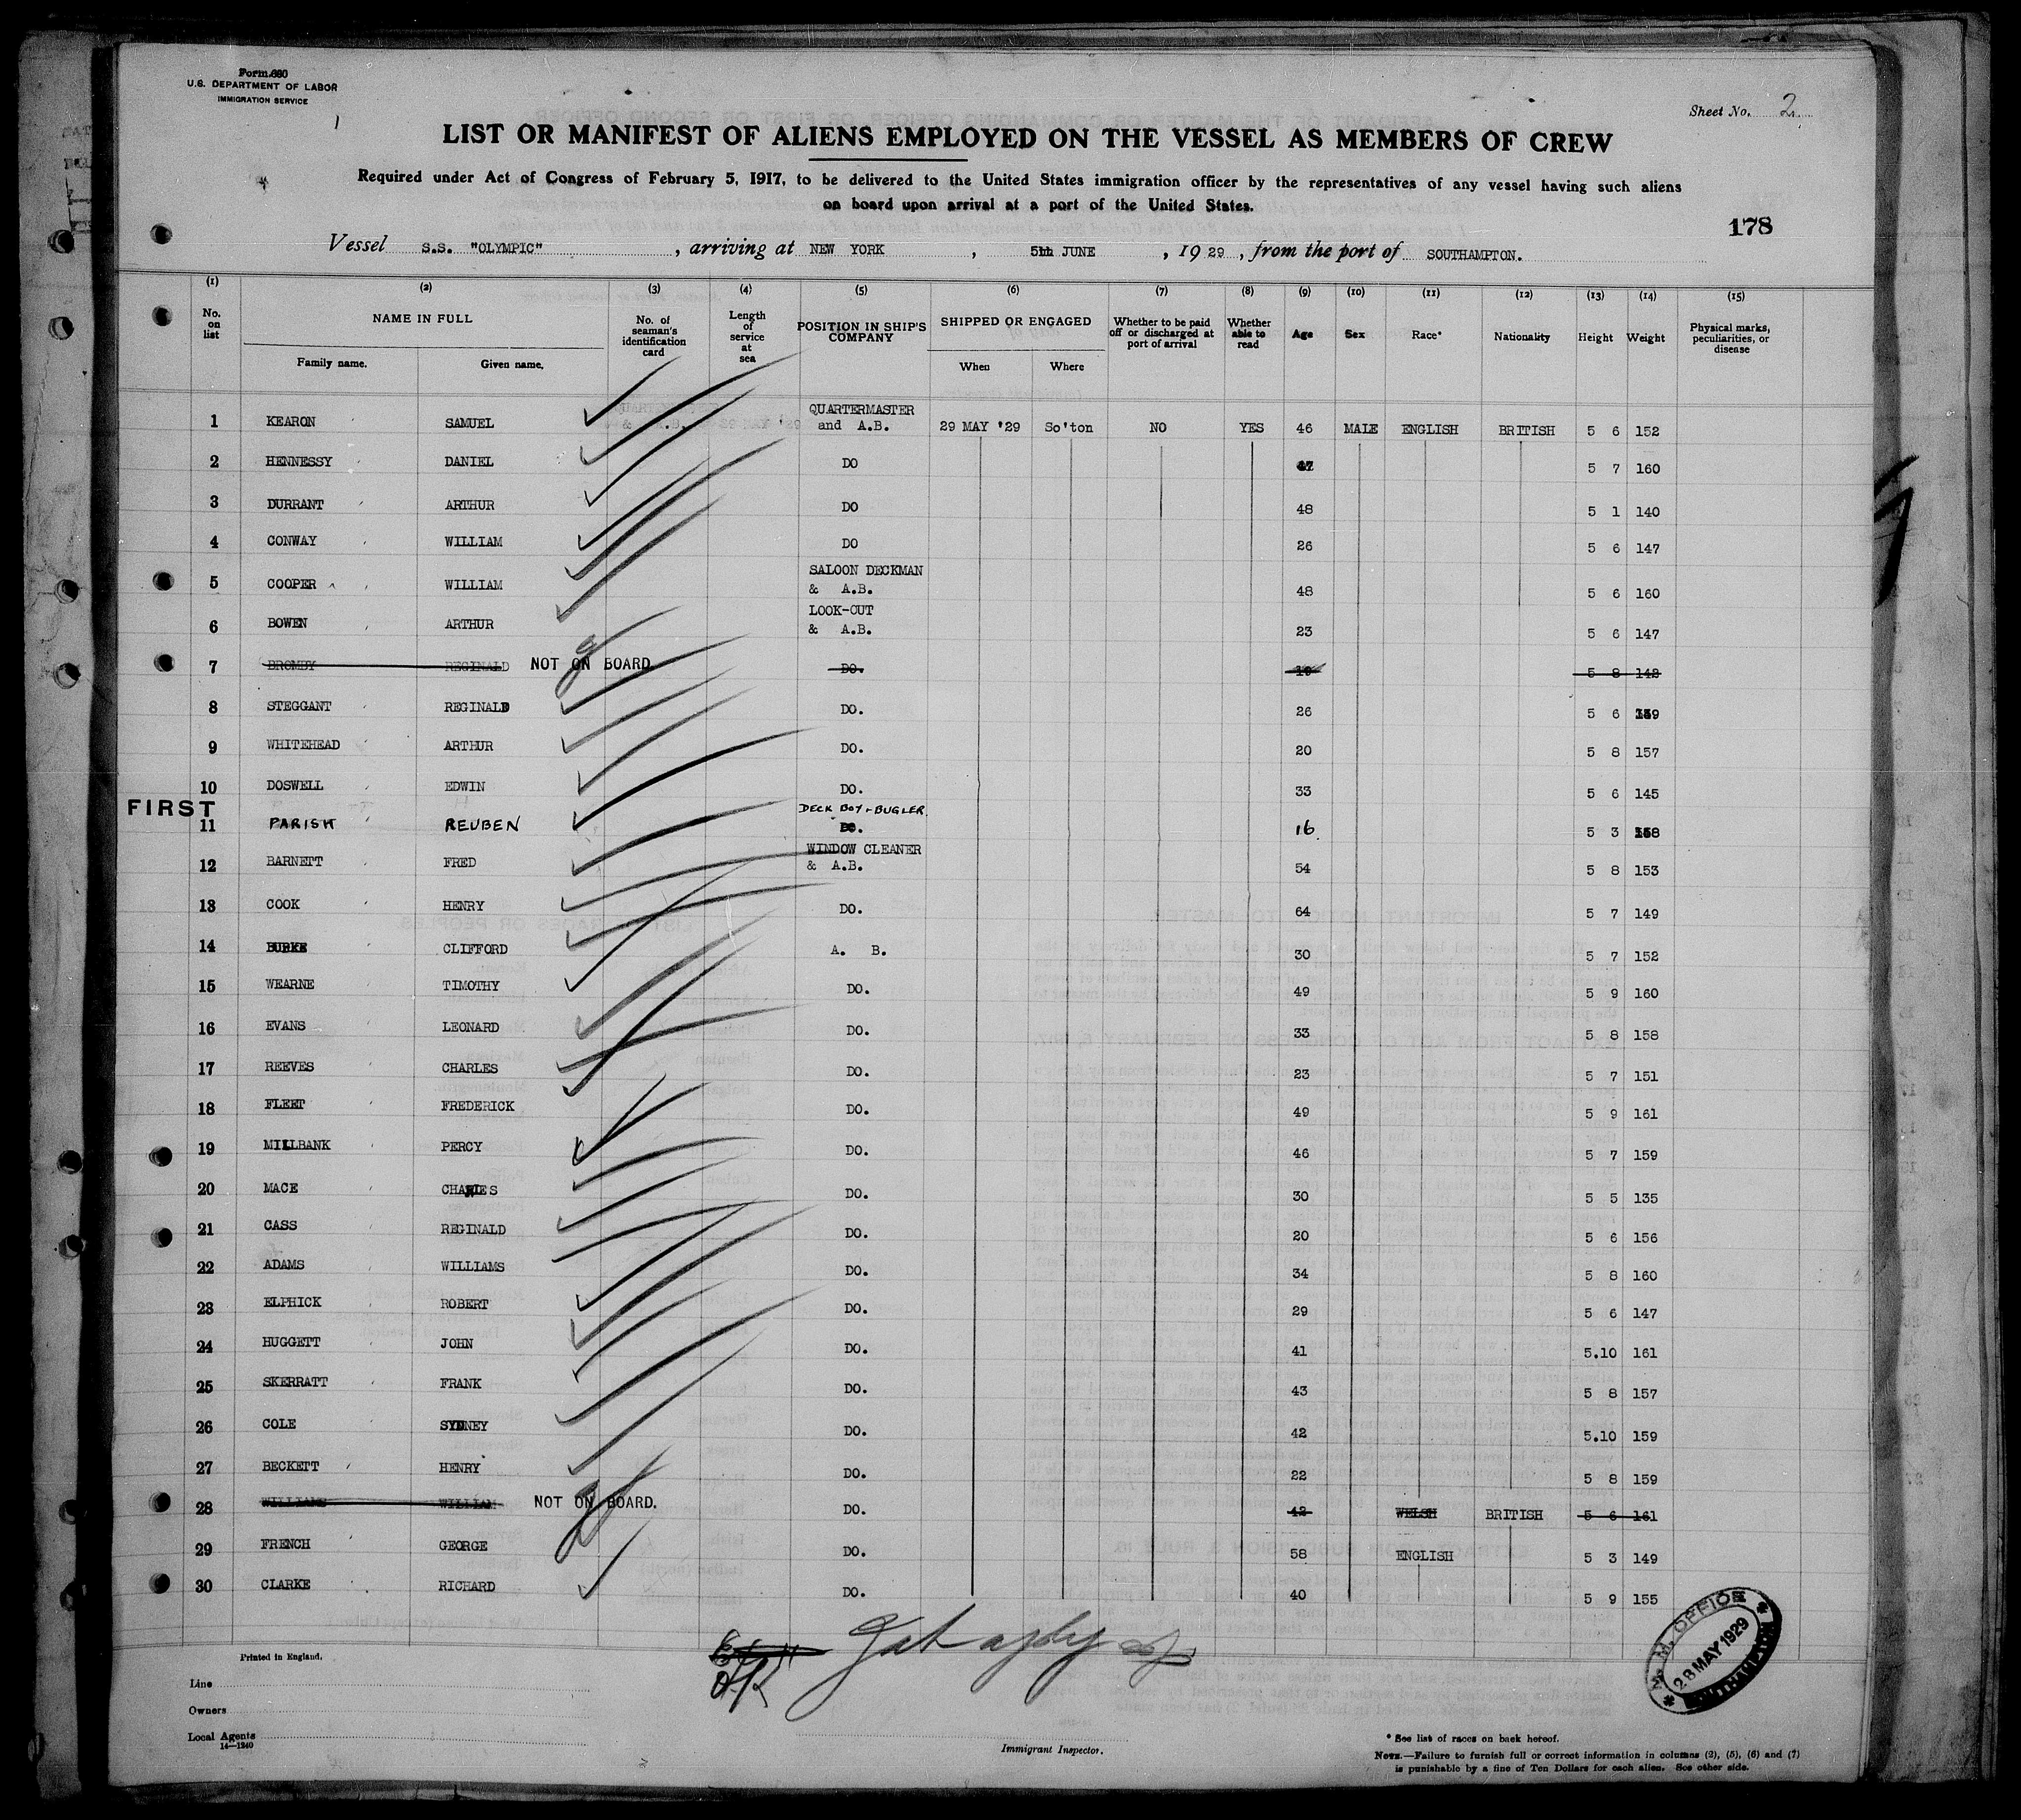 Form 680
U.S. DEPARTMENT OF LABOR
IMMIGRATION SERVICE
Sheet No. 2
LIST OR MANIFEST OF ALIENS EMPLOYED ON THE VESSEL AS MEMBERS OF CREW
Required under Act of Congress of February 5, 1917, to be delivered to the United States immigration officer by the representatives of any vessel having such aliens
on board upon arrival at a port of the United States.
178
Vessel S.S. "OLYMPIC", arriving at NEW YORK, 5th JUNE, 1929, from the port of SOUTHAMPTON.
(1) (2) (3) (4) (5) (6) (7) (8) (9) (10) (11) (12) (13) (14) (15)
No. on list NAME IN FULL Family name. Given name. No. of seaman's identification card Length of service at sea POSITION IN SHIP'S COMPANY SHIPPED OR ENGAGED When Where Whether to be paid off or discharged at port of arrival Whether able to read Age Sex Race* Nationality Height Weight Physical marks, peculiarities, or disease
1 KEARON SAMUEL QUARTERMASTER and A.B. 29 MAY '29 So'ton NO YES 46 MALE ENGLISH BRITISH 5 6 152
2 HENNESSY DANIEL DO 5 7 160
3 DURRANT ARTHUR DO 48 5 1 140
4 CONWAY WILLIAM DO 26 5 6 147
5 COOPER WILLIAM SALOON DECKMAN & A.B. 48 5 6 160
6 BOWEN ARTHUR LOOK-OUT & A.B. 23 5 6 147
7 BROMBY REGINALD NOT ON BOARD. DO. 19 5 8 142
8 STEGGANT REGINALD DO. 26 5 6
9 WHITEHEAD ARTHUR DO. 20 5 8 157
10 DOSWELL EDWIN DO. 33 5 6 145
FIRST
11 PARISH REUBEN DECK BOY - BUGLER. DO. 16 5 3
12 BARNETT FRED WINDOW CLEANER & A.B. 54 5 8 153
13 COOK HENRY DO. 64 5 7 149
14 BURKE CLIFFORD A. B. 30 5 7 152
15 WEARNE TIMOTHY DO. 49 5 9 160
16 EVANS LEONARD DO. 33 5 8 158
17 REEVES CHARLES DO. 23 5 7 151
18 FLEET FREDERICK DO. 49 5 9 161
19 MILLBANK PERCY DO. 46 5 7 159
20 MACE CHARLES DO. 30 5 5 135
21 CASS REGINALD DO. 20 5 6 156
22 ADAMS WILLIAMS DO. 34 5 8 160
23 ELPHICK ROBERT DO. 29 5 6 147
24 HUGGETT JOHN DO. 41 5.10 161
25 SKERRATT FRANK DO. 43 5 8 157
26 COLE SYDNEY DO. 42 5.10 159
27 BECKETT HENRY DO. 22 5 8 159
28 WILLIAMS WILLIAM NOT ON BOARD. DO. 42 WELSH BRITISH 5 6 161
29 FRENCH GEORGE DO. 58 ENGLISH 5 3 149
30 CLARKE RICHARD DO. 40 5 9 155
M. M. OFFICE
28 MAY 1929
SOUTHAMPTON
Printed in England.
Line
Owners
Local Agents
14—1240
Immigrant Inspector.
* See list of races on back hereof.
NOTE.—Failure to furnish full or correct information in columns (2), (5), (6) and (7)
is punishable by a fine of Ten Dollars for each alien. See other side.